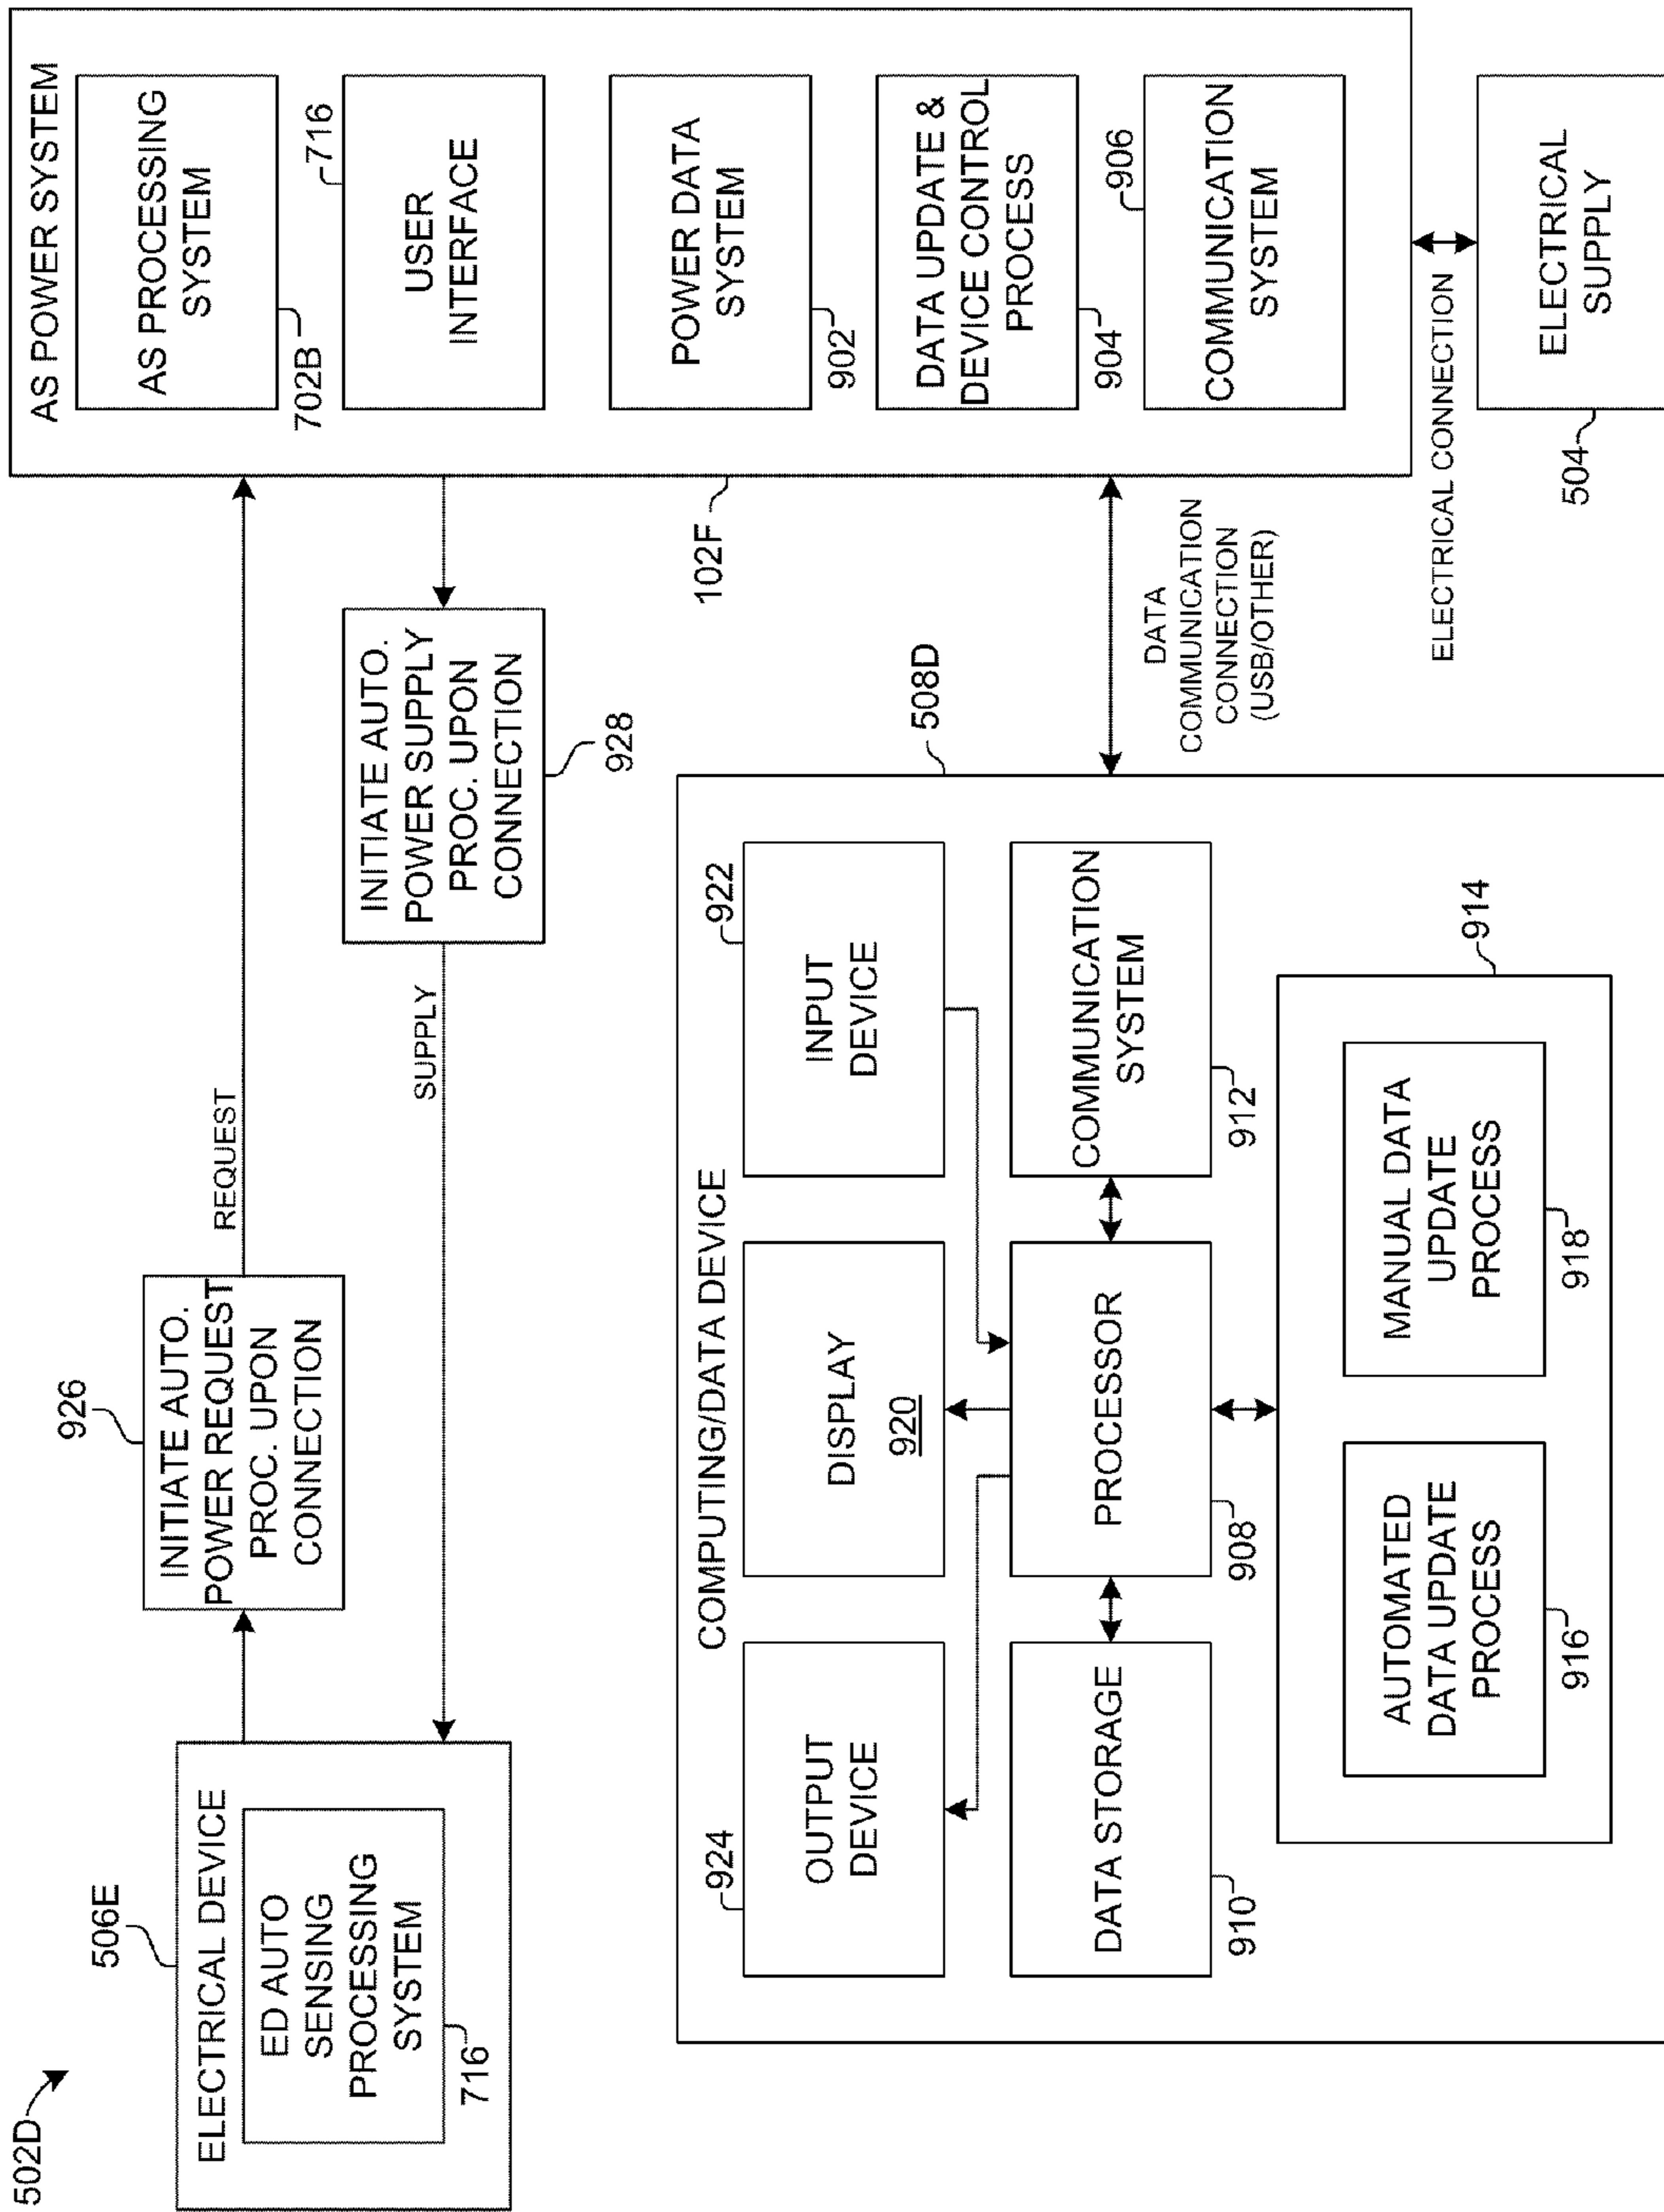 502D
506E
ELECTRICAL DEVICE
ED AUTO
SENSING
PROCESSING
SYSTEM
716
926
INITIATE AUTO.
POWER REQUEST
PROC. UPON
CONNECTION
REQUEST
SUPPLY
INITIATE AUTO.
POWER SUPPLY
PROC. UPON
CONNECTION
928
AS POWER SYSTEM
AS PROCESSING
SYSTEM
702B
716
USER
INTERFACE
POWER DATA
SYSTEM
902
DATA UPDATE &
DEVICE CONTROL
PROCESS
904
906
COMMUNICATION
SYSTEM
102F
DATA
COMMUNICATION
CONNECTION
(USB/OTHER)
ELECTRICAL CONNECTION
ELECTRICAL
SUPPLY
504
508D
COMPUTING/DATA DEVICE
924
OUTPUT
DEVICE
DISPLAY
920
922
INPUT
DEVICE
DATA STORAGE
910
PROCESSOR
908
COMMUNICATION
SYSTEM
912
914
AUTOMATED
DATA UPDATE
PROCESS
916
MANUAL DATA
UPDATE
PROCESS
918